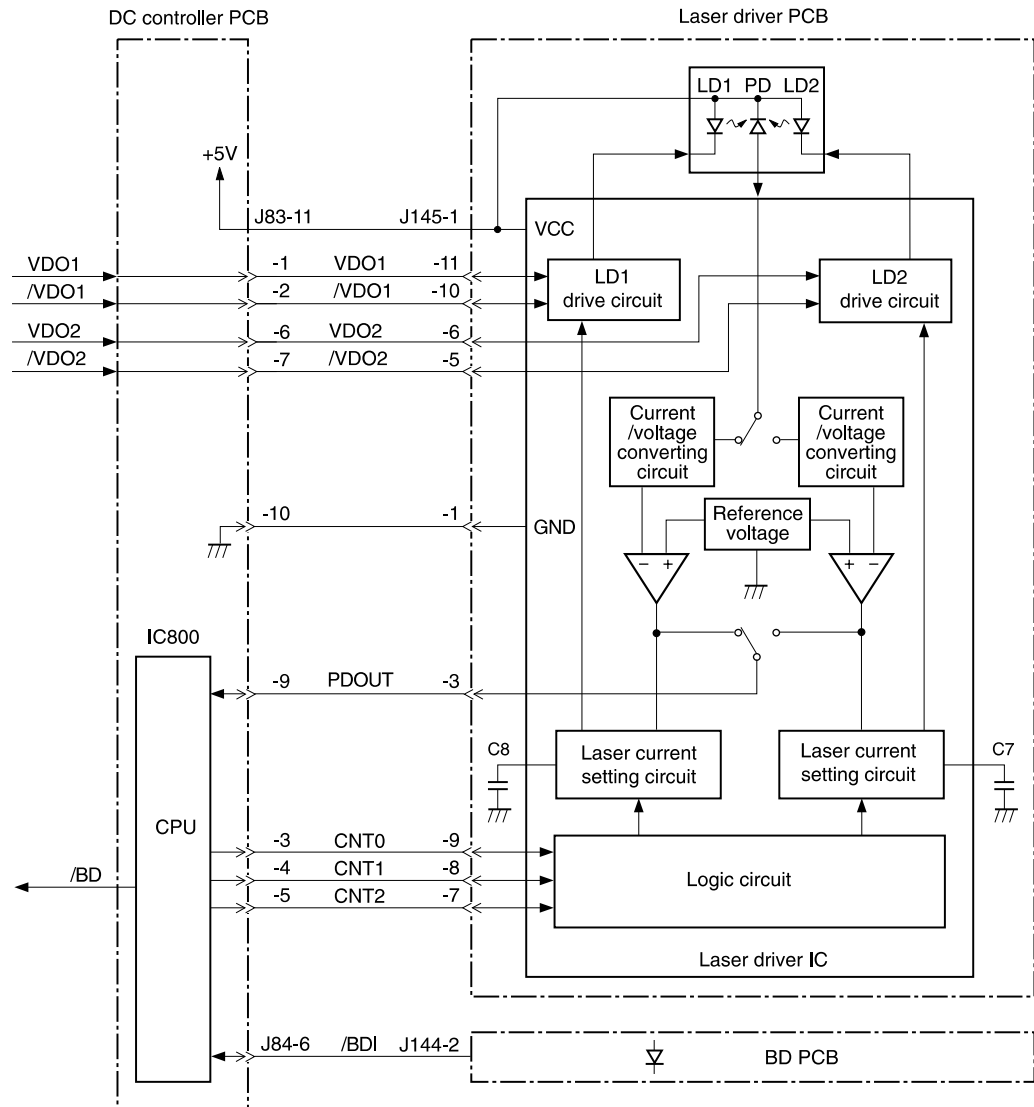 DC controller PCB
Laser driver PCB
LD1 PD LD2
+5V
J83-11 J145-1
VCC
VDO1 -1 VDO1 -11
/VDO1 -2 /VDO1 -10
VDO2 -6 VDO2 -6
/VDO2 -7 /VDO2 -5
LD1
drive circuit
LD2
drive circuit
Current
/voltage
converting
circuit
Current
/voltage
converting
circuit
-10 -1
GND
Reference
voltage
− +
+ −
IC800
-9 PDOUT -3
C8
Laser current
setting circuit
Laser current
setting circuit
C7
CPU
-3 CNT0 -9
-4 CNT1 -8
-5 CNT2 -7
Logic circuit
/BD
Laser driver IC
J84-6 /BDI J144-2
BD PCB